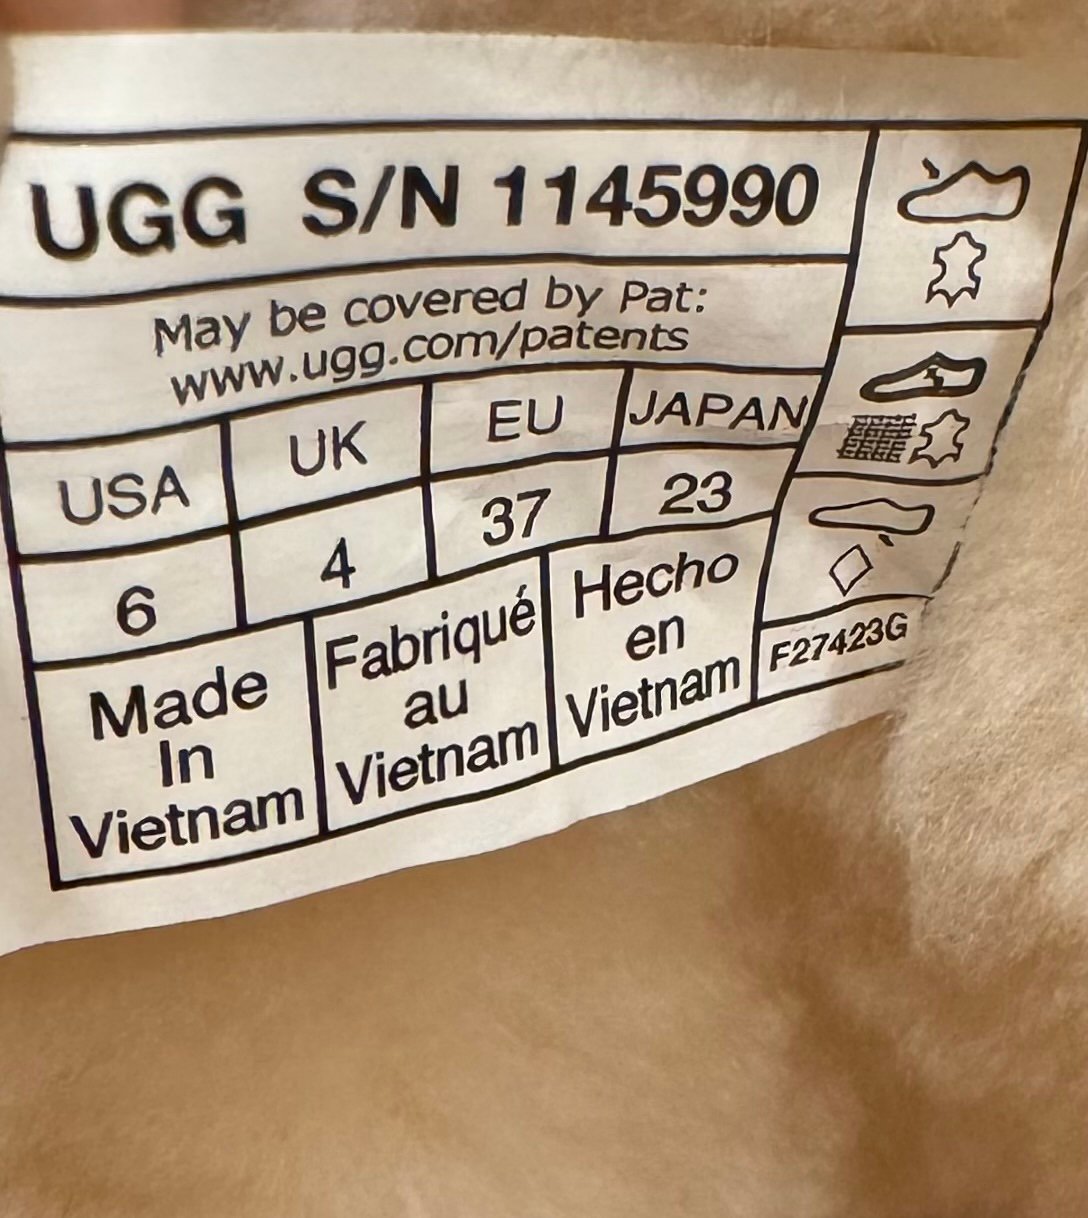 UGG S/N 1145990
May be covered by Pat:
www.ugg.com/patents
USA UK EU JAPAN
6 4 37 23
Made
In
Vietnam
Fabriqué
au
Vietnam
Hecho
en
Vietnam
F27423G